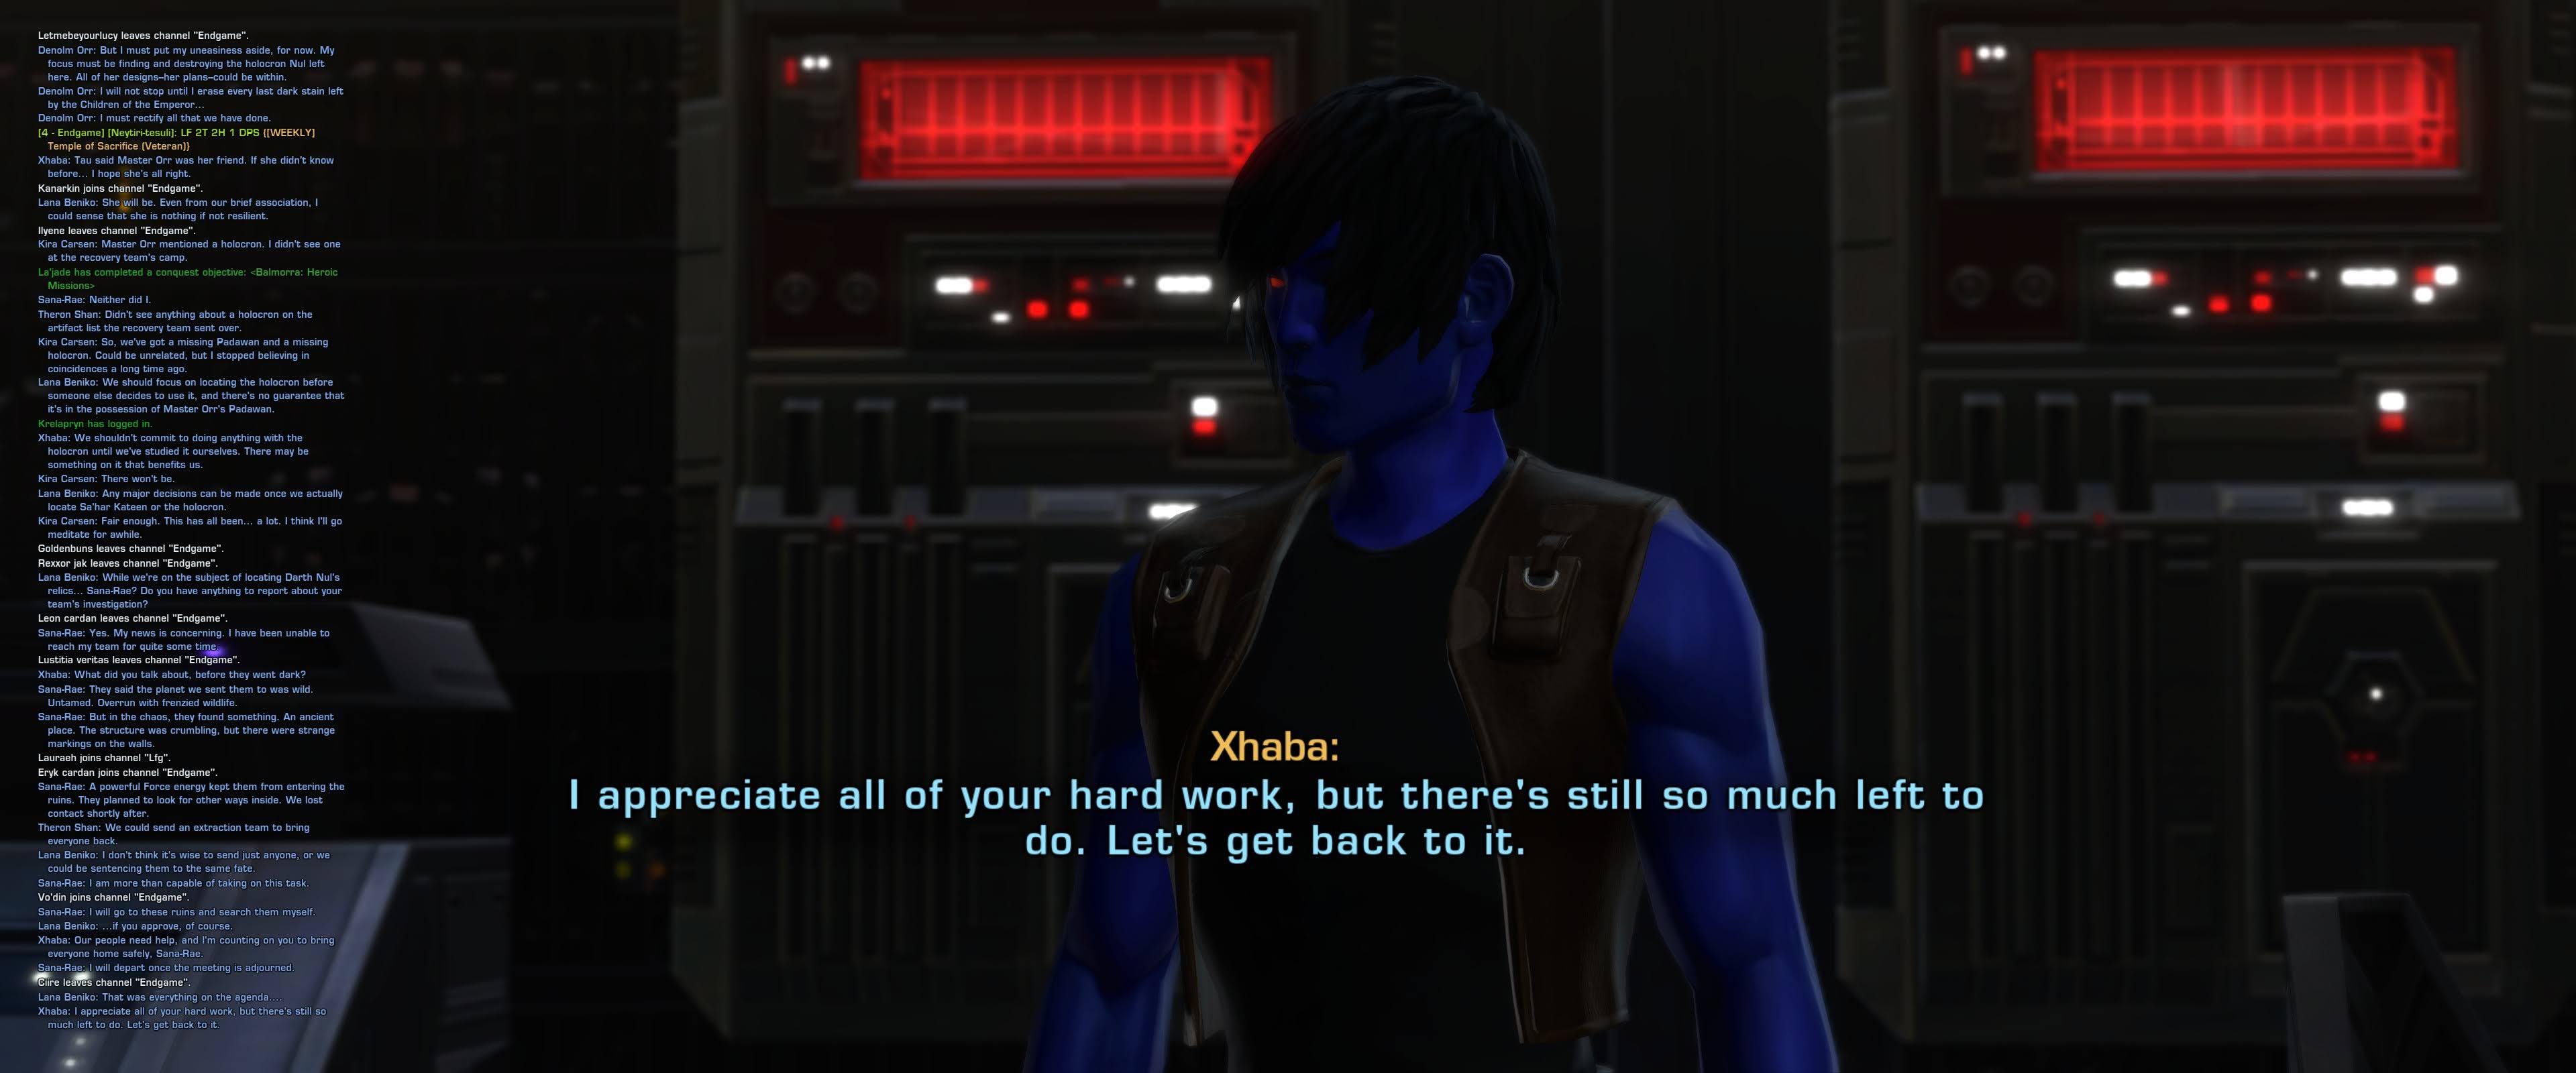 Letmebeyourlucy leaves channel "Endgame".
Denolm Orr: But I must put my uneasiness aside, for now. My
focus must be finding and destroying the holocron Nul left
here. All of her designs--her plans--could be within.
Denolm Orr: I will not stop until I erase every last dark stain left
by the Children of the Emperor...
Denolm Orr: I must rectify all that we have done.
[4 - Endgame] [Neytiri-tesuli]: LF 2T 2H 1 DPS ([WEEKLY]
Temple of Sacrifice (Veteran)}
Xhaba: Tau said Master Orr was her friend. If she didn't know
before... I hope she's all right.
Kanarkin joins channel "Endgame".
Lana Beniko: She will be. Even from our brief association, I
could sense that she is nothing if not resilient.
Ilyene leaves channel "Endgame".
Kira Carsen: Master Orr mentioned a holocron. I didn't see one
at the recovery team's camp.
La'jade has completed a conquest objective: <Balmorra: Heroic
Missions>
Sana-Rae: Neither did I.
Theron Shan: Didn't see anything about a holocron on the
artifact list the recovery team sent over.
Kira Carsen: So, we've got a missing Padawan and a missing
holocron. Could be unrelated, but I stopped believing in
coincidences a long time ago.
Lana Beniko: We should focus on locating the holocron before
someone else decides to use it, and there's no guarantee that
it's in the possession of Master Orr's Padawan.
Krelapryn has logged in.
Xhaba: We shouldn't commit to doing anything with the
holocron until we've studied it ourselves. There may be
something on it that benefits us.
Kira Carsen: There won't be.
Lana Beniko: Any major decisions can be made once we actually
locate Sa'har Kateen or the holocron.
Kira Carsen: Fair enough. This has all been... a lot. I think I'll go
meditate for awhile.
Goldenbuns leaves channel "Endgame".
Rexxor jak leaves channel "Endgame".
Lana Beniko: While we're on the subject of locating Darth Nul's
relics... Sana-Rae? Do you have anything to report about your
team's investigation?
Leon cardan leaves channel "Endgame".
Sana-Rae: Yes. My news is concerning. I have been unable to
reach my team for quite some time.
Lustitia veritas leaves channel "Endgame".
Xhaba: What did you talk about, before they went dark?
Sana-Rae: They said the planet we sent them to was wild.
Untamed. Overrun with frenzied wildlife.
Sana-Rae: But in the chaos, they found something. An ancient
place. The structure was crumbling, but there were strange
markings on the walls.
Lauraeh joins channel "Lfg".
Eryk cardan joins channel "Endgame".
Sana-Rae: A powerful Force energy kept them from entering the
ruins. They planned to look for other ways inside. We lost
contact shortly after.
Theron Shan: We could send an extraction team to bring
everyone back.
Lana Beniko: I don't think it's wise to send just anyone, or we
could be sentencing them to the same fate.
Sana-Rae: I am more than capable of taking on this task.
Vo'din joins channel "Endgame".
Sana-Rae: I will go to these ruins and search them myself.
Lana Beniko: ...if you approve, of course.
Xhaba: Our people need help, and I'm counting on you to bring
everyone home safely, Sana-Rae.
Sana-Rae: I will depart once the meeting is adjourned.
Ciire leaves channel "Endgame".
Lana Beniko: That was everything on the agenda....
Xhaba: I appreciate all of your hard work, but there's still so
much left to do. Let's get back to it.
Xhaba:
I appreciate all of your hard work, but there's still so much left to
do. Let's get back to it.